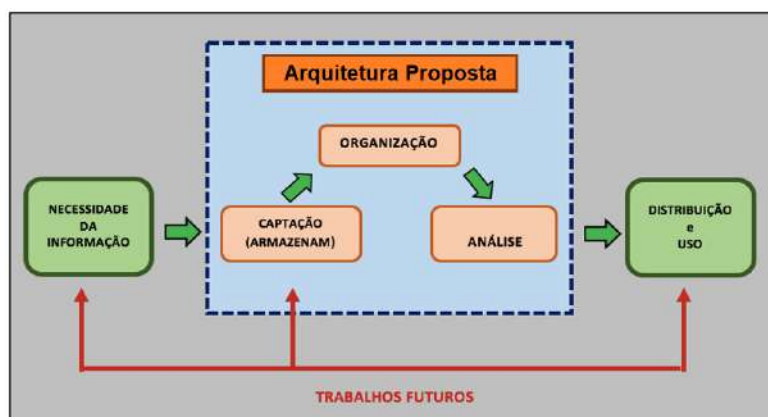 Arquitetura Proposta
ORGANIZAÇÃO
NECESSIDADE
DA
INFORMAÇÃO
CAPTAÇÃO
(ARMAZENAM)
ANÁLISE
DISTRIBUIÇÃO
e
USO
TRABALHOS FUTUROS